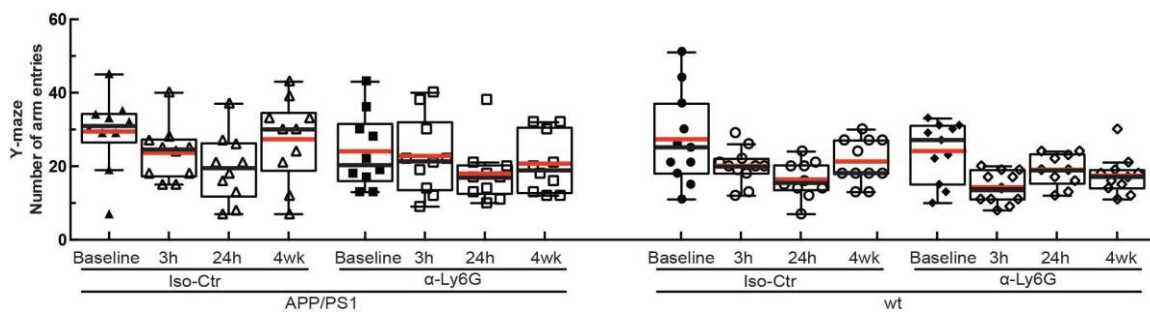 Y-maze
Number of arm entries
60
40
20
0
Baseline 3h 24h 4wk Baseline 3h 24h 4wk Baseline 3h 24h 4wk Baseline 3h 24h 4wk
Iso-Ctr α-Ly6G Iso-Ctr α-Ly6G
APP/PS1 wt